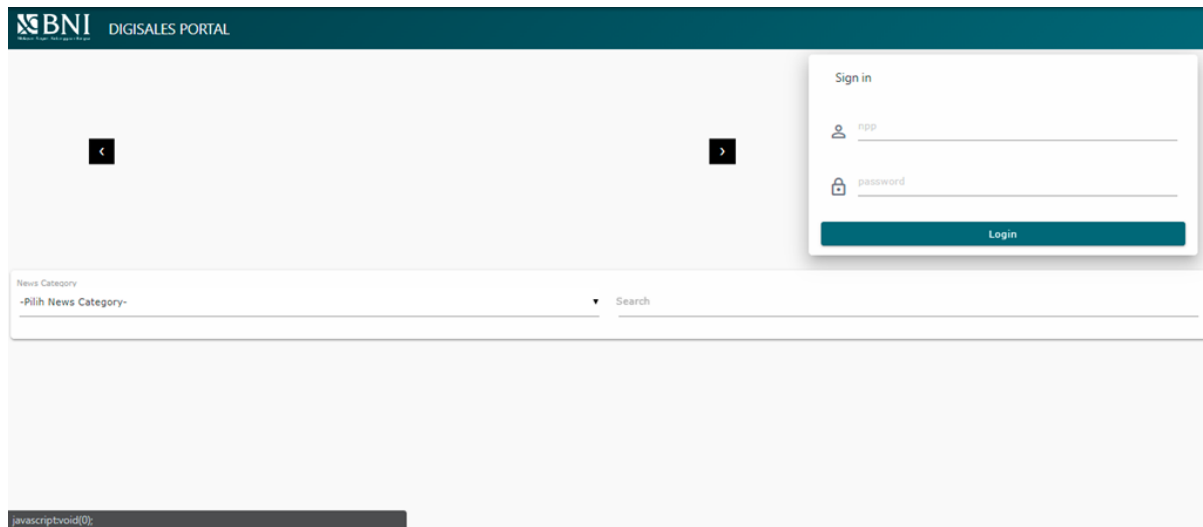 BNI DIGISALES PORTAL
Sign in
npp
password
Login
News Category
-Pilih News Category-
Search
javascript:void(0);